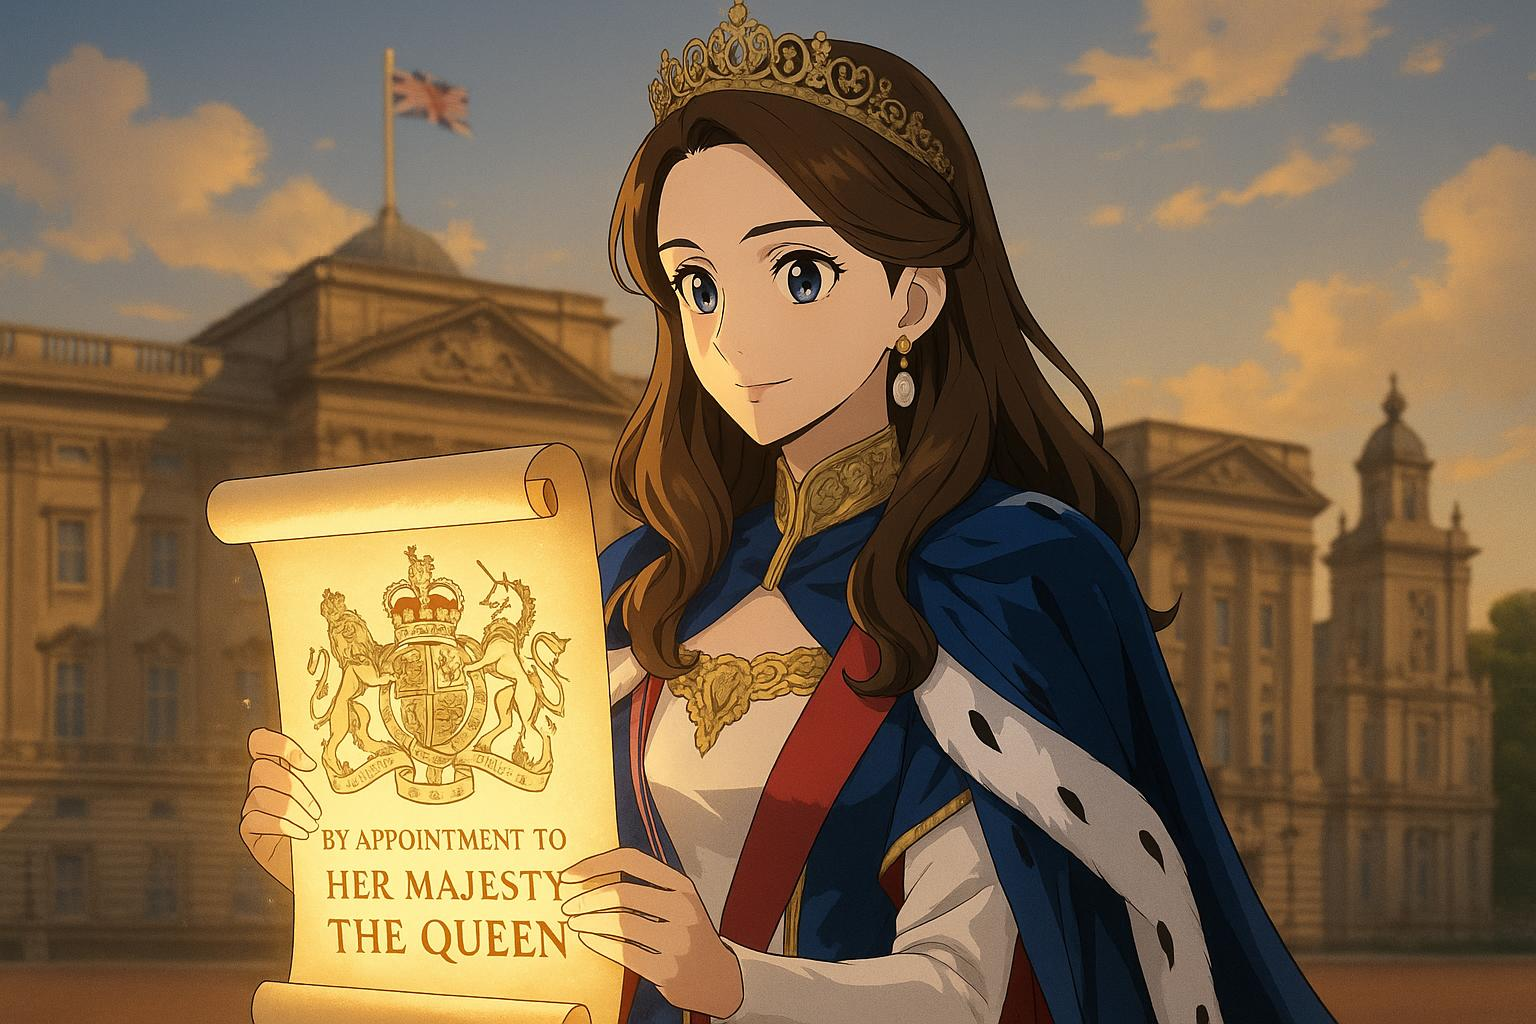 BY APPOINTMENT TO
HER MAJESTY
THE QUEEN